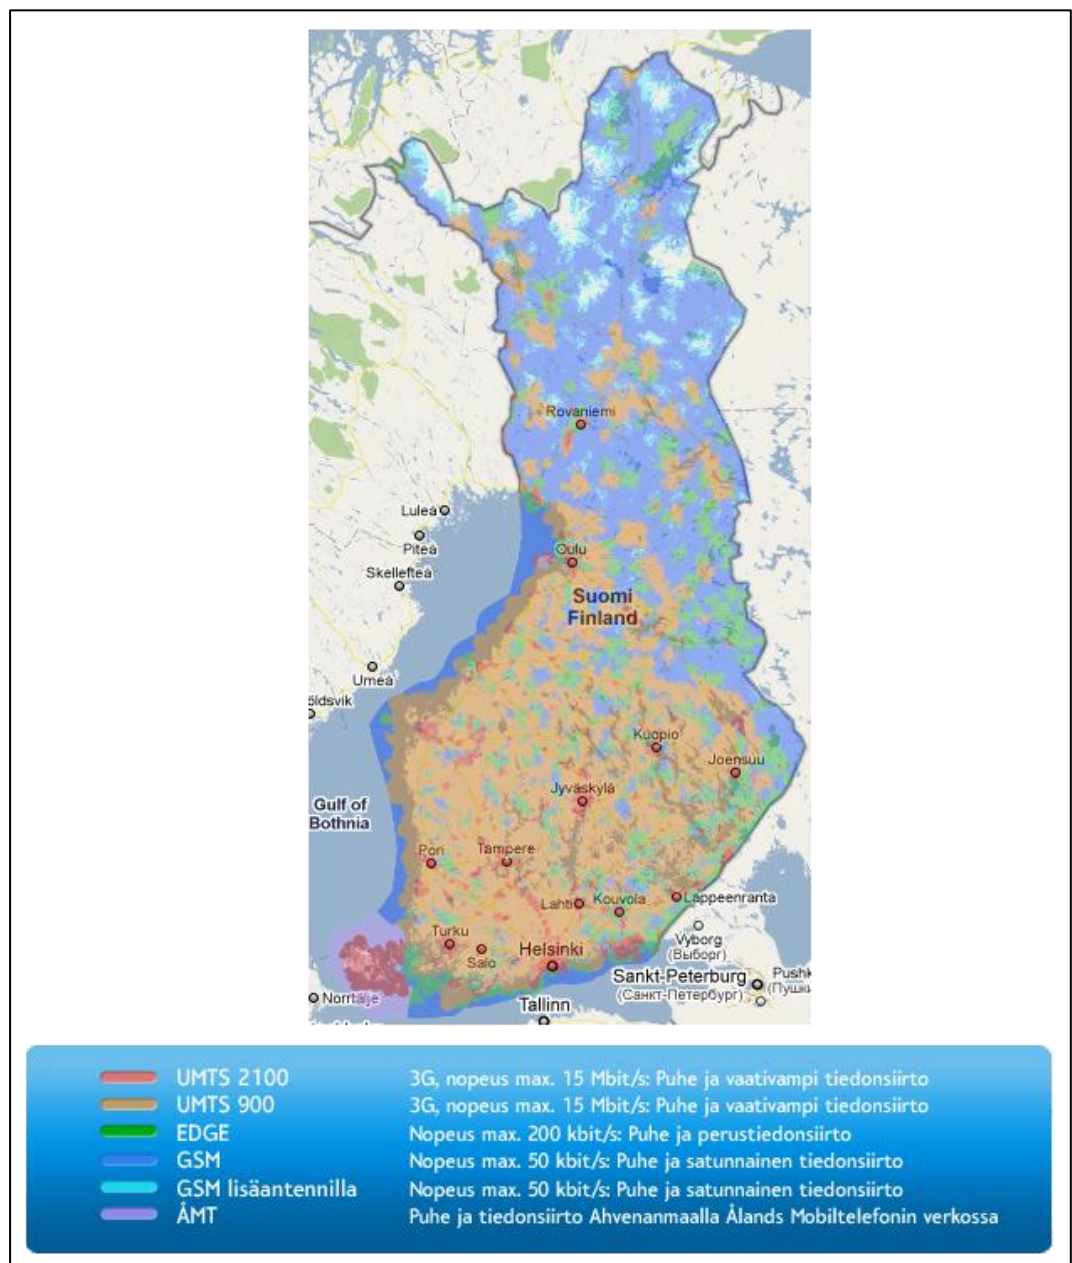 Rovaniemi
Luleå
Piteå
Oulu
Skellefteå
Suomi
Finland
Umeå
öldsvik
Kuopio
Joensuu
Jyväskylä
Gulf of
Bothnia
Pori
Tampere
Lahti
Kouvola
Lappeenranta
Turku
Vyborg
(Выборг)
Helsinki
Salo
Sankt-Peterburg
(Санкт-Петербург)
Pushk
(Пушки
Norrtälje
Tallinn
UMTS 2100 3G, nopeus max. 15 Mbit/s: Puhe ja vaativampi tiedonsiirto
UMTS 900 3G, nopeus max. 15 Mbit/s: Puhe ja vaativampi tiedonsiirto
EDGE Nopeus max. 200 kbit/s: Puhe ja perustiedonsiirto
GSM Nopeus max. 50 kbit/s: Puhe ja satunnainen tiedonsiirto
GSM lisäantennilla Nopeus max. 50 kbit/s: Puhe ja satunnainen tiedonsiirto
ÅMT Puhe ja tiedonsiirto Ahvenanmaalla Ålands Mobiltelefonin verkossa